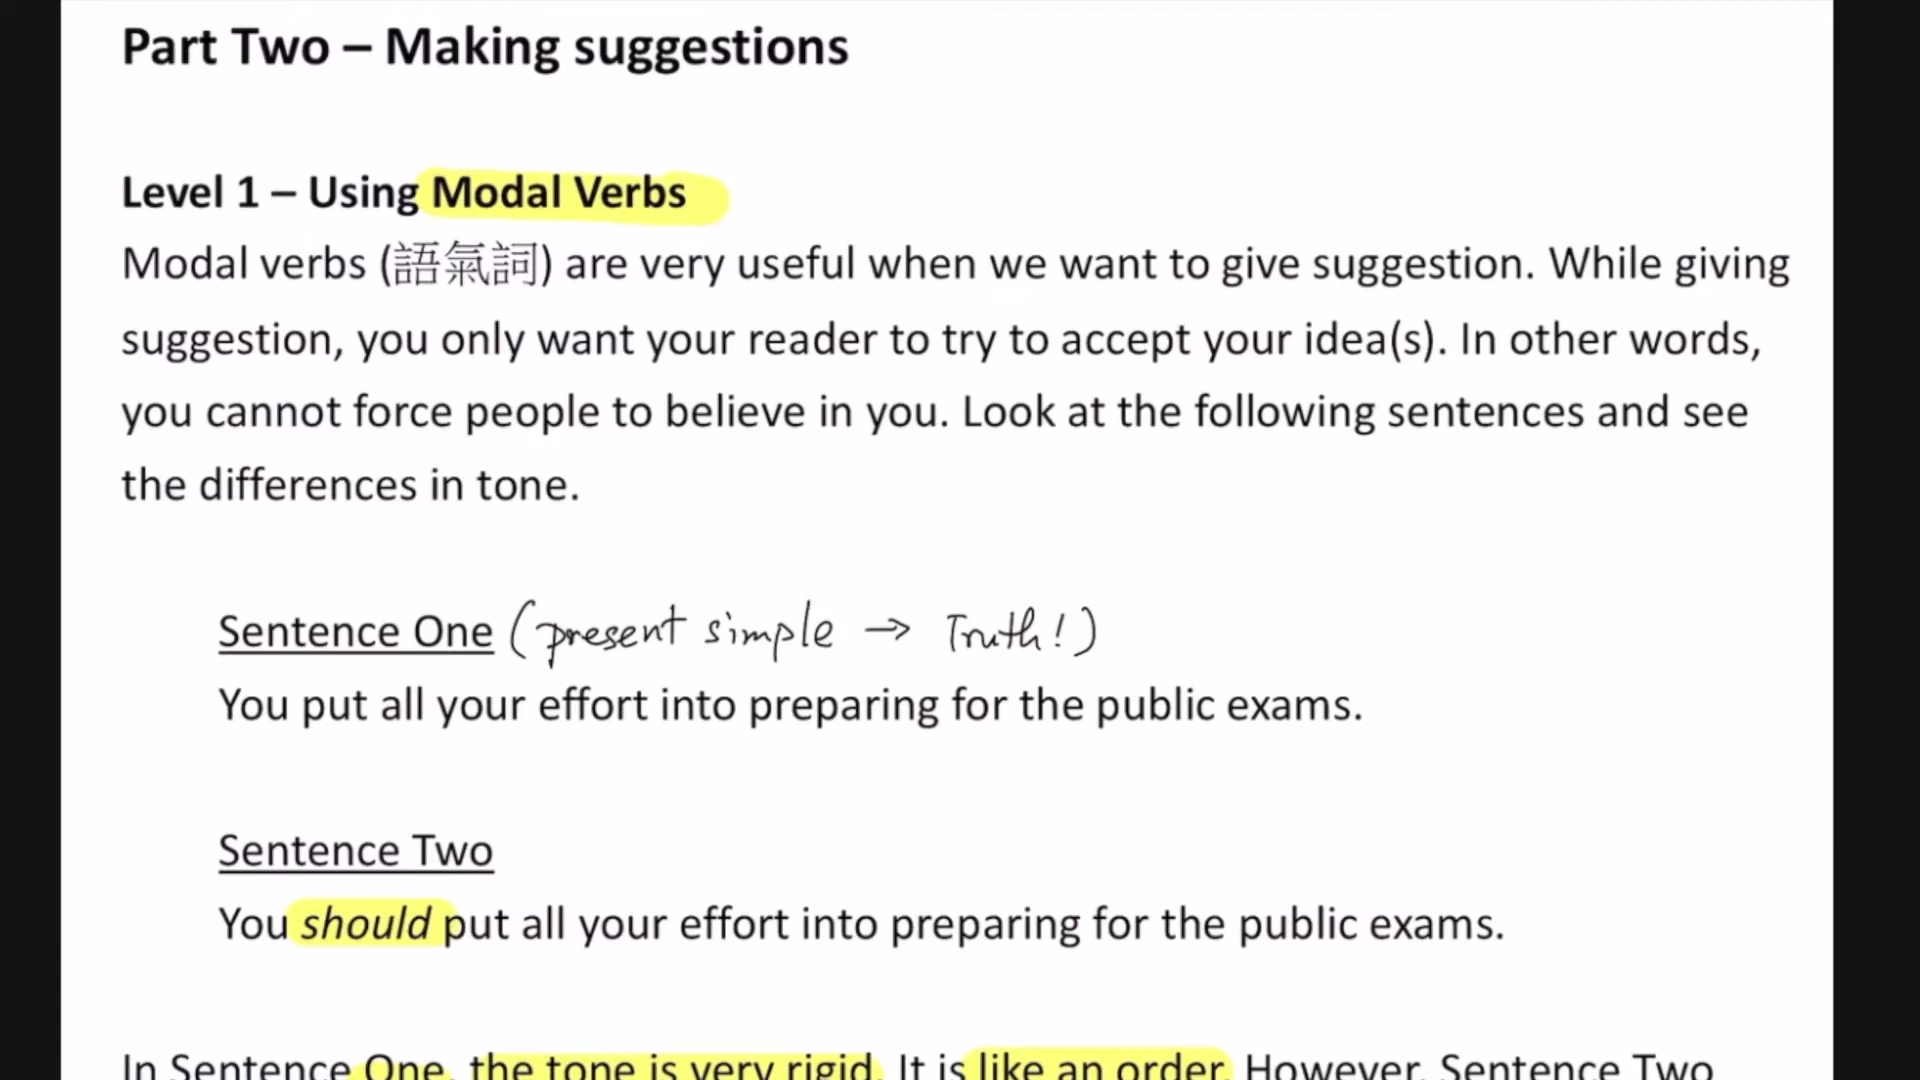 Part Two – Making suggestions
Level 1 – Using Modal Verbs
Modal verbs (語氣詞) are very useful when we want to give suggestion. While giving
suggestion, you only want your reader to try to accept your idea(s). In other words,
you cannot force people to believe in you. Look at the following sentences and see
the differences in tone.
Sentence One (present simple → Truth!)
You put all your effort into preparing for the public exams.
Sentence Two
You should put all your effort into preparing for the public exams.
In Sentence One, the tone is very rigid. It is like an order. However, Sentence Two